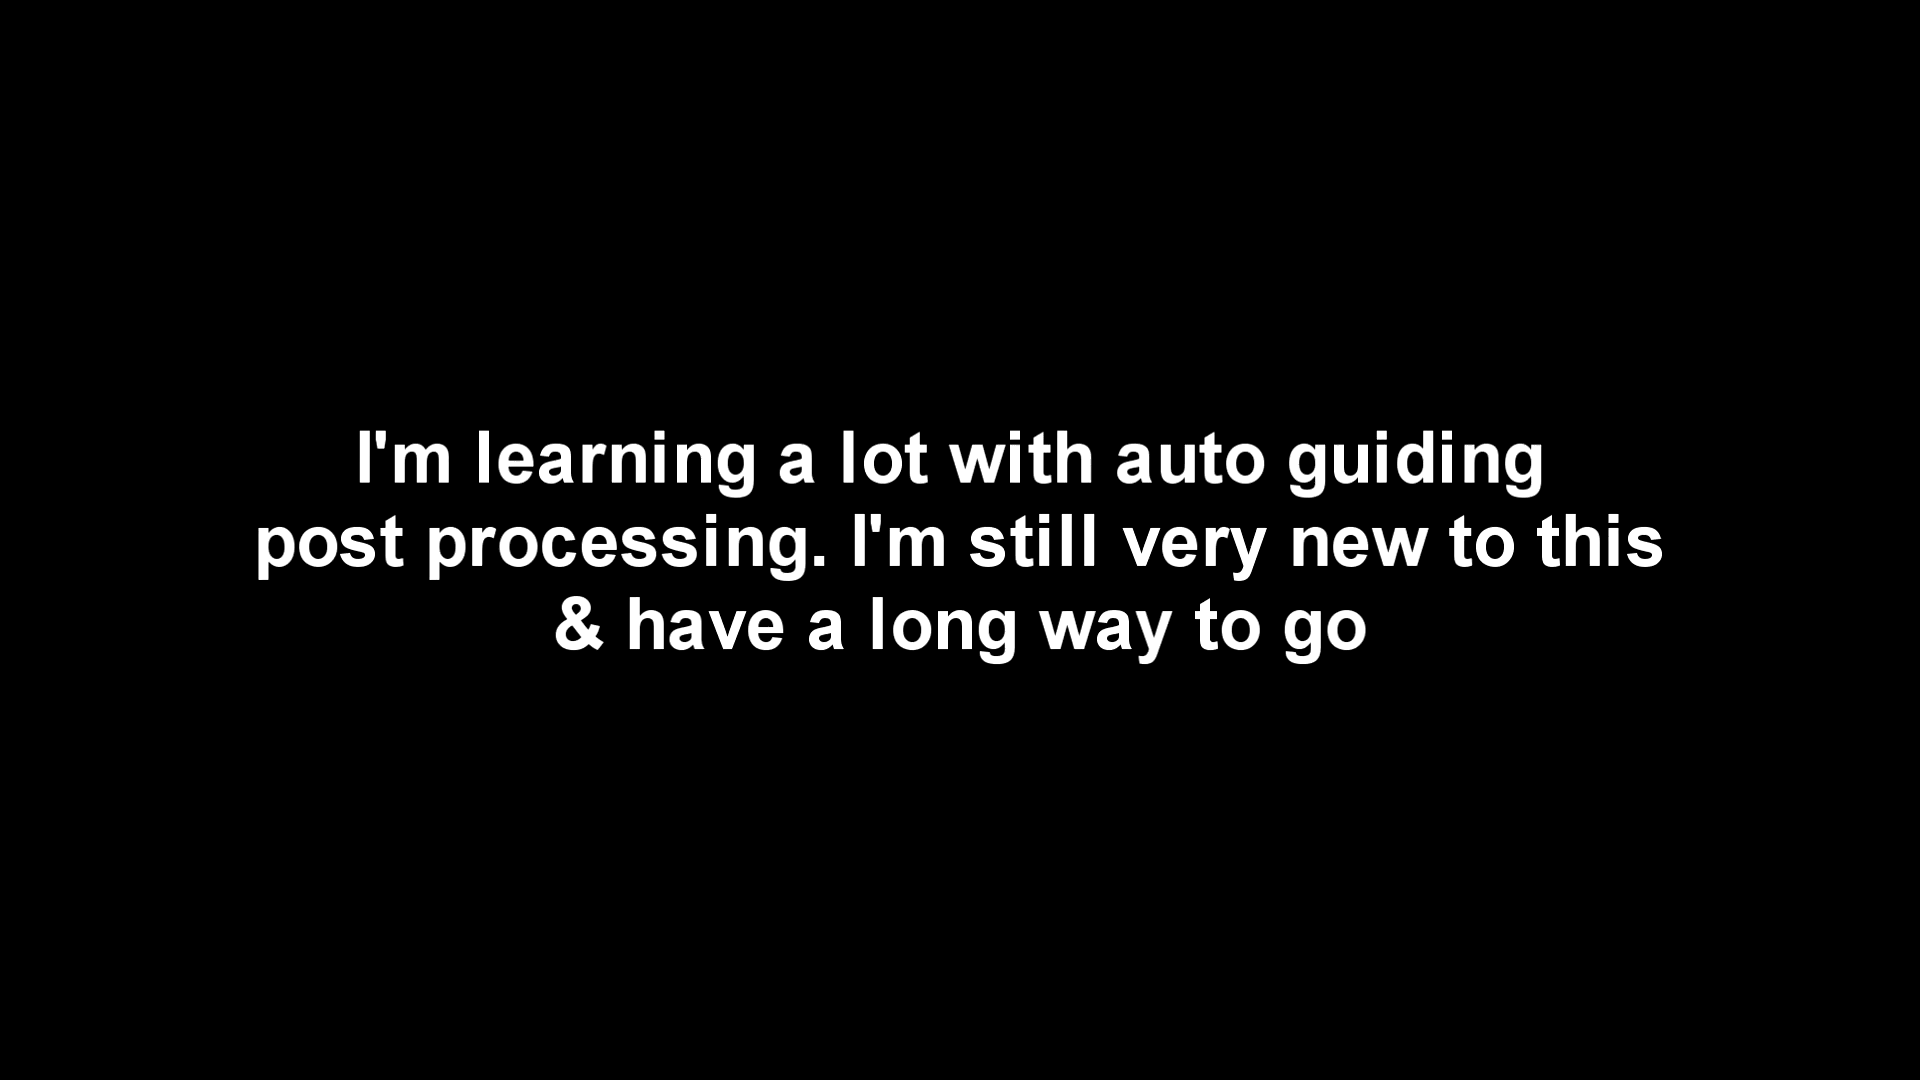 I'm learning a lot with auto guiding
post processing. I'm still very new to this
& have a long way to go